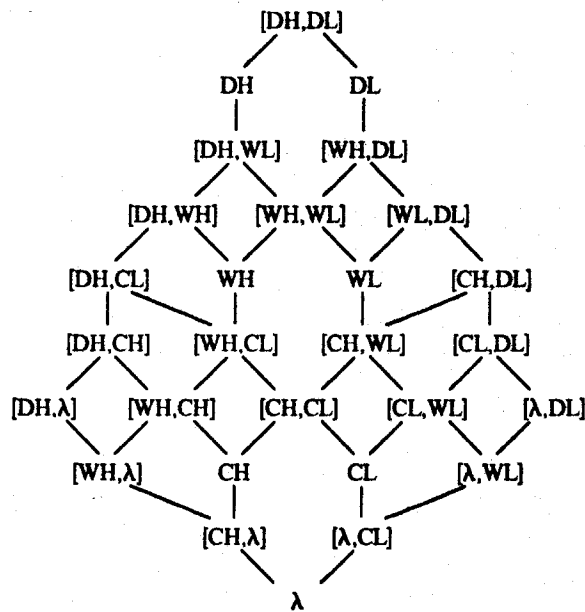 [DH,DL]
DH DL
[DH,WL] [WH,DL]
[DH,WH] [WH,WL] [WL,DL]
[DH,CL] WH WL [CH,DL]
[DH,CH] [WH,CL] [CH,WL] [CL,DL]
[DH,λ] [WH,CH] [CH,CL] [CL,WL] [λ,DL]
[WH,λ] CH CL [λ,WL]
[CH,λ] [λ,CL]
λ